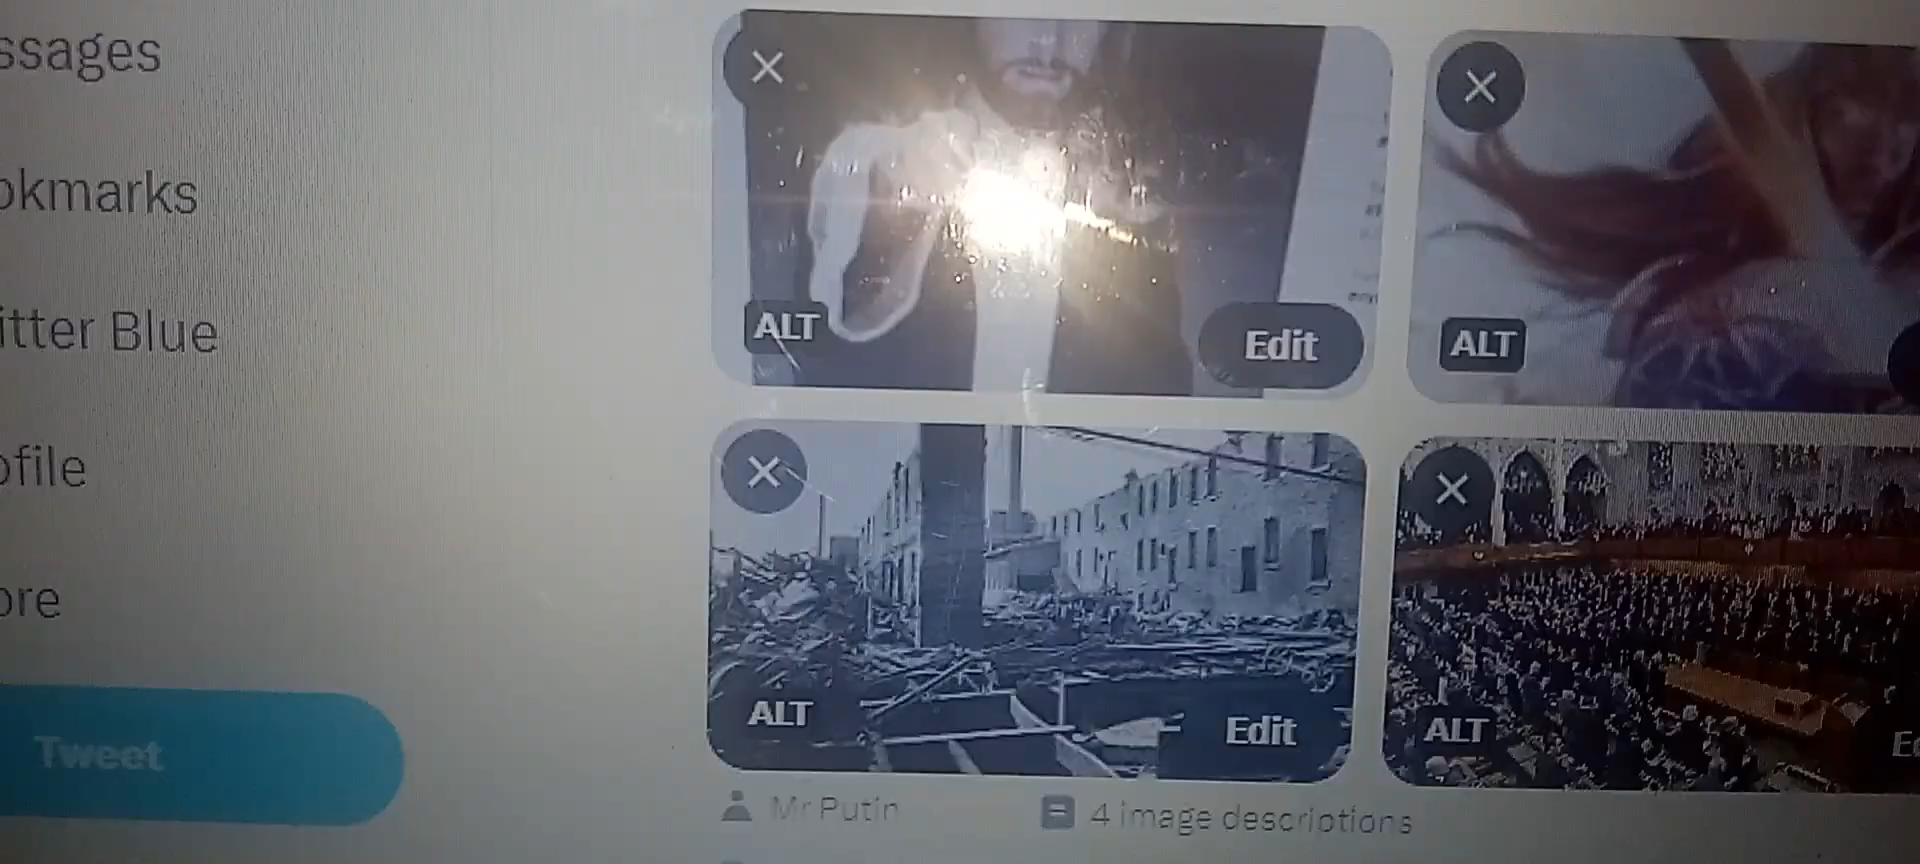 ssages
okmarks
itter Blue
ofile
ore
Tweet
ALT
Edit
ALT
ALT
Edit
ALT
Mr Putin
4 image descriptions